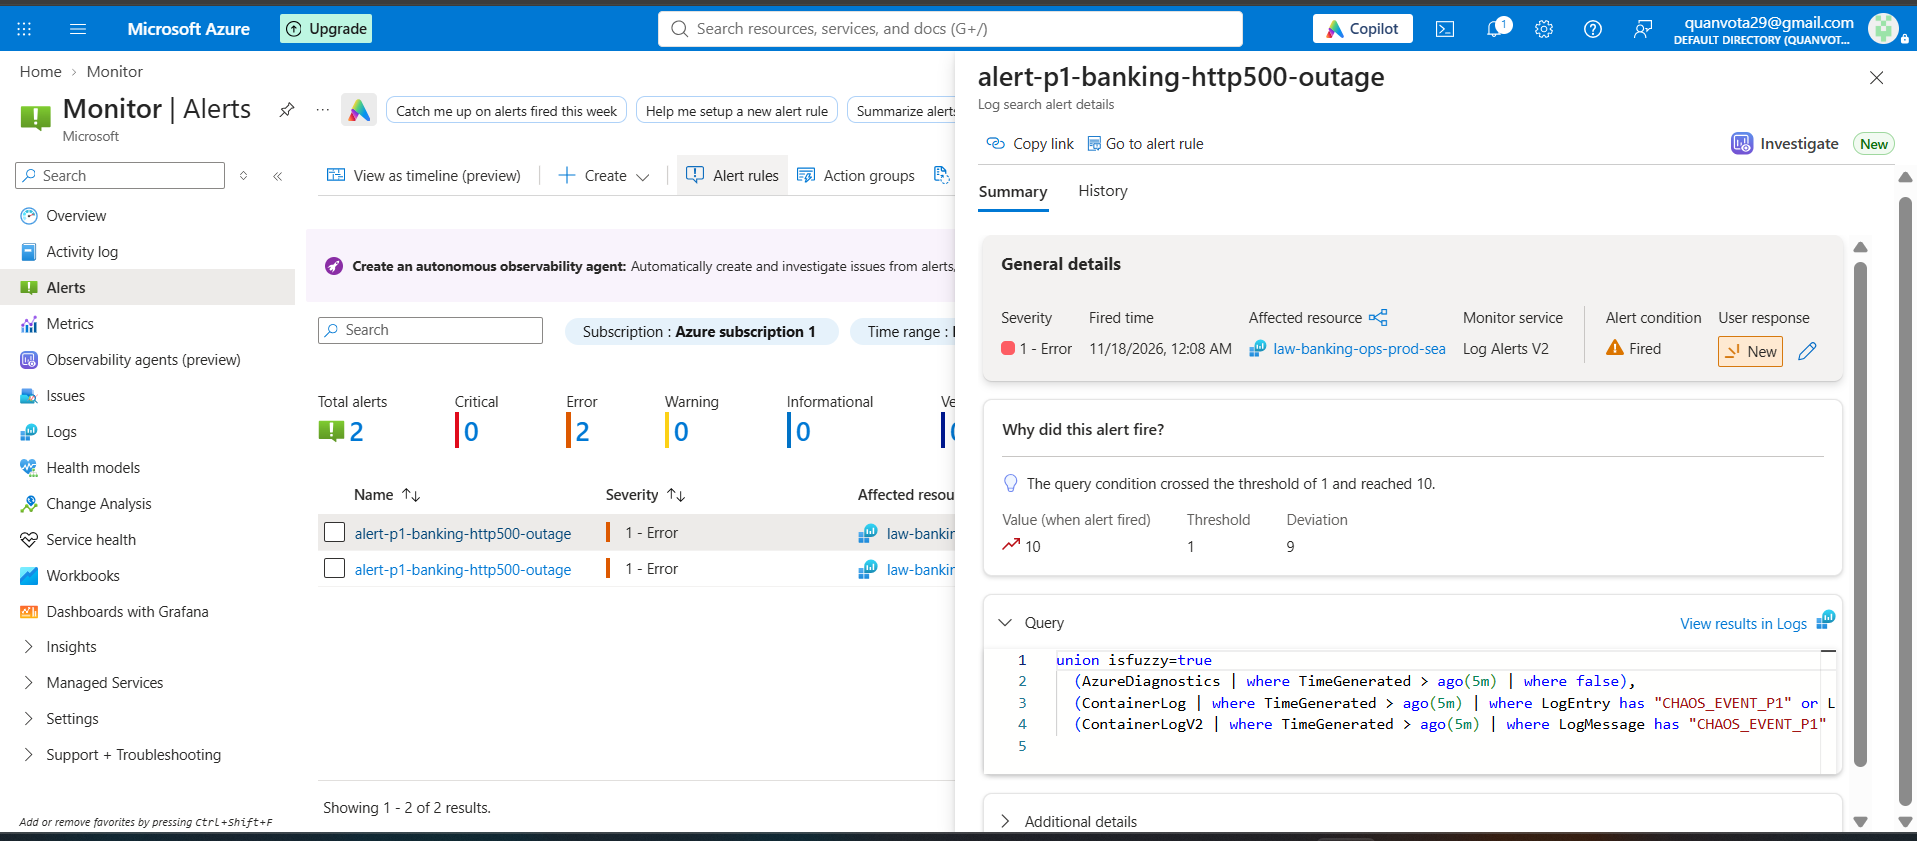 Microsoft Azure
Upgrade
Search resources, services, and docs (G+/)
Copilot
1
quanvota29@gmail.com
DEFAULT DIRECTORY (QUANVOT...
Home > Monitor
Monitor | Alerts
Microsoft
...
Catch me up on alerts fired this week
Help me setup a new alert rule
Summarize alerts
Search
Overview
Activity log
Alerts
Metrics
Observability agents (preview)
Issues
Logs
Health models
Change Analysis
Service health
Workbooks
Dashboards with Grafana
Insights
Managed Services
Settings
Support + Troubleshooting
Add or remove favorites by pressing Ctrl+Shift+F
View as timeline (preview)
Create
Alert rules
Action groups
Create an autonomous observability agent: Automatically create and investigate issues from alerts,
Search
Subscription : Azure subscription 1
Time range :
Total alerts
2
Critical
0
Error
2
Warning
0
Informational
0
Ve
0
Name
Severity
Affected resou
alert-p1-banking-http500-outage
1 - Error
law-bankin
alert-p1-banking-http500-outage
1 - Error
law-bankin
Showing 1 - 2 of 2 results.
alert-p1-banking-http500-outage
Log search alert details
Copy link
Go to alert rule
Investigate
New
Summary
History
General details
Severity
1 - Error
Fired time
11/18/2026, 12:08 AM
Affected resource
law-banking-ops-prod-sea
Monitor service
Log Alerts V2
Alert condition
Fired
User response
New
Why did this alert fire?
The query condition crossed the threshold of 1 and reached 10.
Value (when alert fired)
10
Threshold
1
Deviation
9
Query
View results in Logs
1 union isfuzzy=true
2 (AzureDiagnostics | where TimeGenerated > ago(5m) | where false),
3 (ContainerLog | where TimeGenerated > ago(5m) | where LogEntry has "CHAOS_EVENT_P1" or L
4 (ContainerLogV2 | where TimeGenerated > ago(5m) | where LogMessage has "CHAOS_EVENT_P1"
5
Additional details